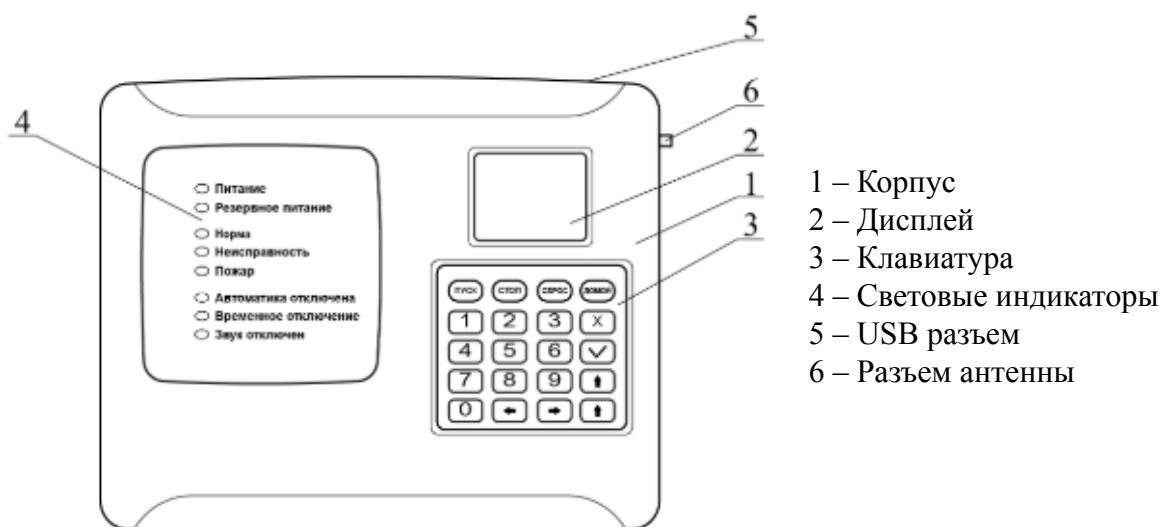 5
6
4
2
1
3
Питание
Резервное питание
Норма
Неисправность
Пожар
Автоматика отключена
Временное отключение
Звук отключен
ПУСК СТОП СБРОС ДОМОЙ
1 2 3 X
4 5 6
7 8 9
0
1 – Корпус
2 – Дисплей
3 – Клавиатура
4 – Световые индикаторы
5 – USB разъем
6 – Разъем антенны